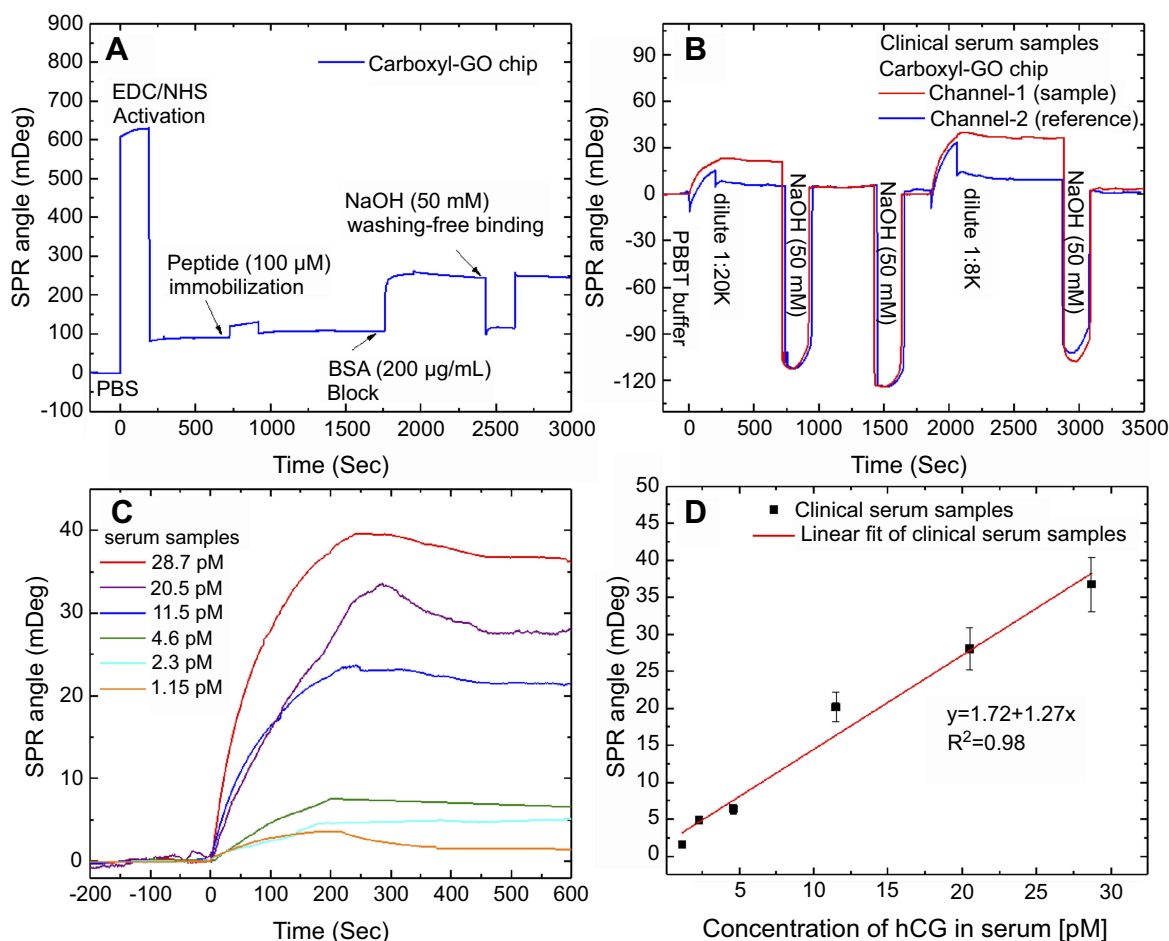 A
Carboxyl-GO chip
EDC/NHS
Activation
Peptide (100 μM)
immobilization
NaOH (50 mM)
washing-free binding
BSA (200 μg/mL)
Block
PBS
SPR angle (mDeg)
900
800
700
600
500
400
300
200
100
0
-100
0
500
1000
1500
2000
2500
3000
Time (Sec)
B
Clinical serum samples
Carboxyl-GO chip
Channel-1 (sample)
Channel-2 (reference)
PBBT buffer
dilute 1:20K
NaOH (50 mM)
NaOH (50 mM)
dilute 1:8K
NaOH (50 mM)
SPR angle (mDeg)
90
60
30
0
-30
-60
-90
-120
0
500
1000
1500
2000
2500
3000
3500
Time (Sec)
C
serum samples
28.7 pM
20.5 pM
11.5 pM
4.6 pM
2.3 pM
1.15 pM
SPR angle (mDeg)
40
30
20
10
0
-200
-100
0
100
200
300
400
500
600
Time (Sec)
D
Clinical serum samples
Linear fit of clinical serum samples
y=1.72+1.27x
R²=0.98
SPR angle (mDeg)
50
45
40
35
30
25
20
15
10
5
0
5
10
15
20
25
30
Concentration of hCG in serum [pM]